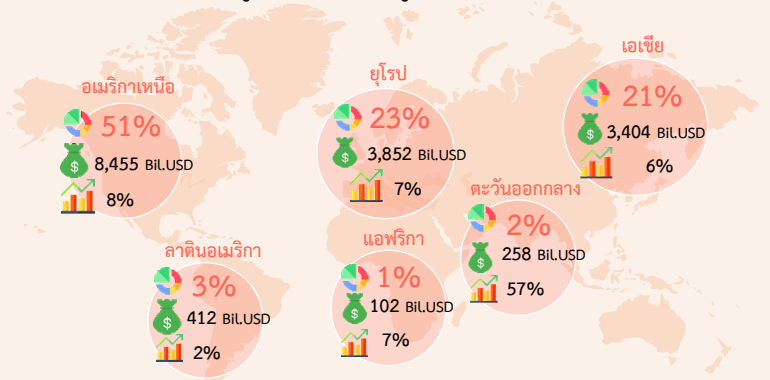 อเมริกาเหนือ
51%
8,455 Bil.USD
8%
ยุโรป
23%
3,852 Bil.USD
7%
เอเชีย
21%
3,404 Bil.USD
6%
ตะวันออกกลาง
2%
258 Bil.USD
57%
ลาตินอเมริกา
3%
412 Bil.USD
2%
แอฟริกา
1%
102 Bil.USD
7%